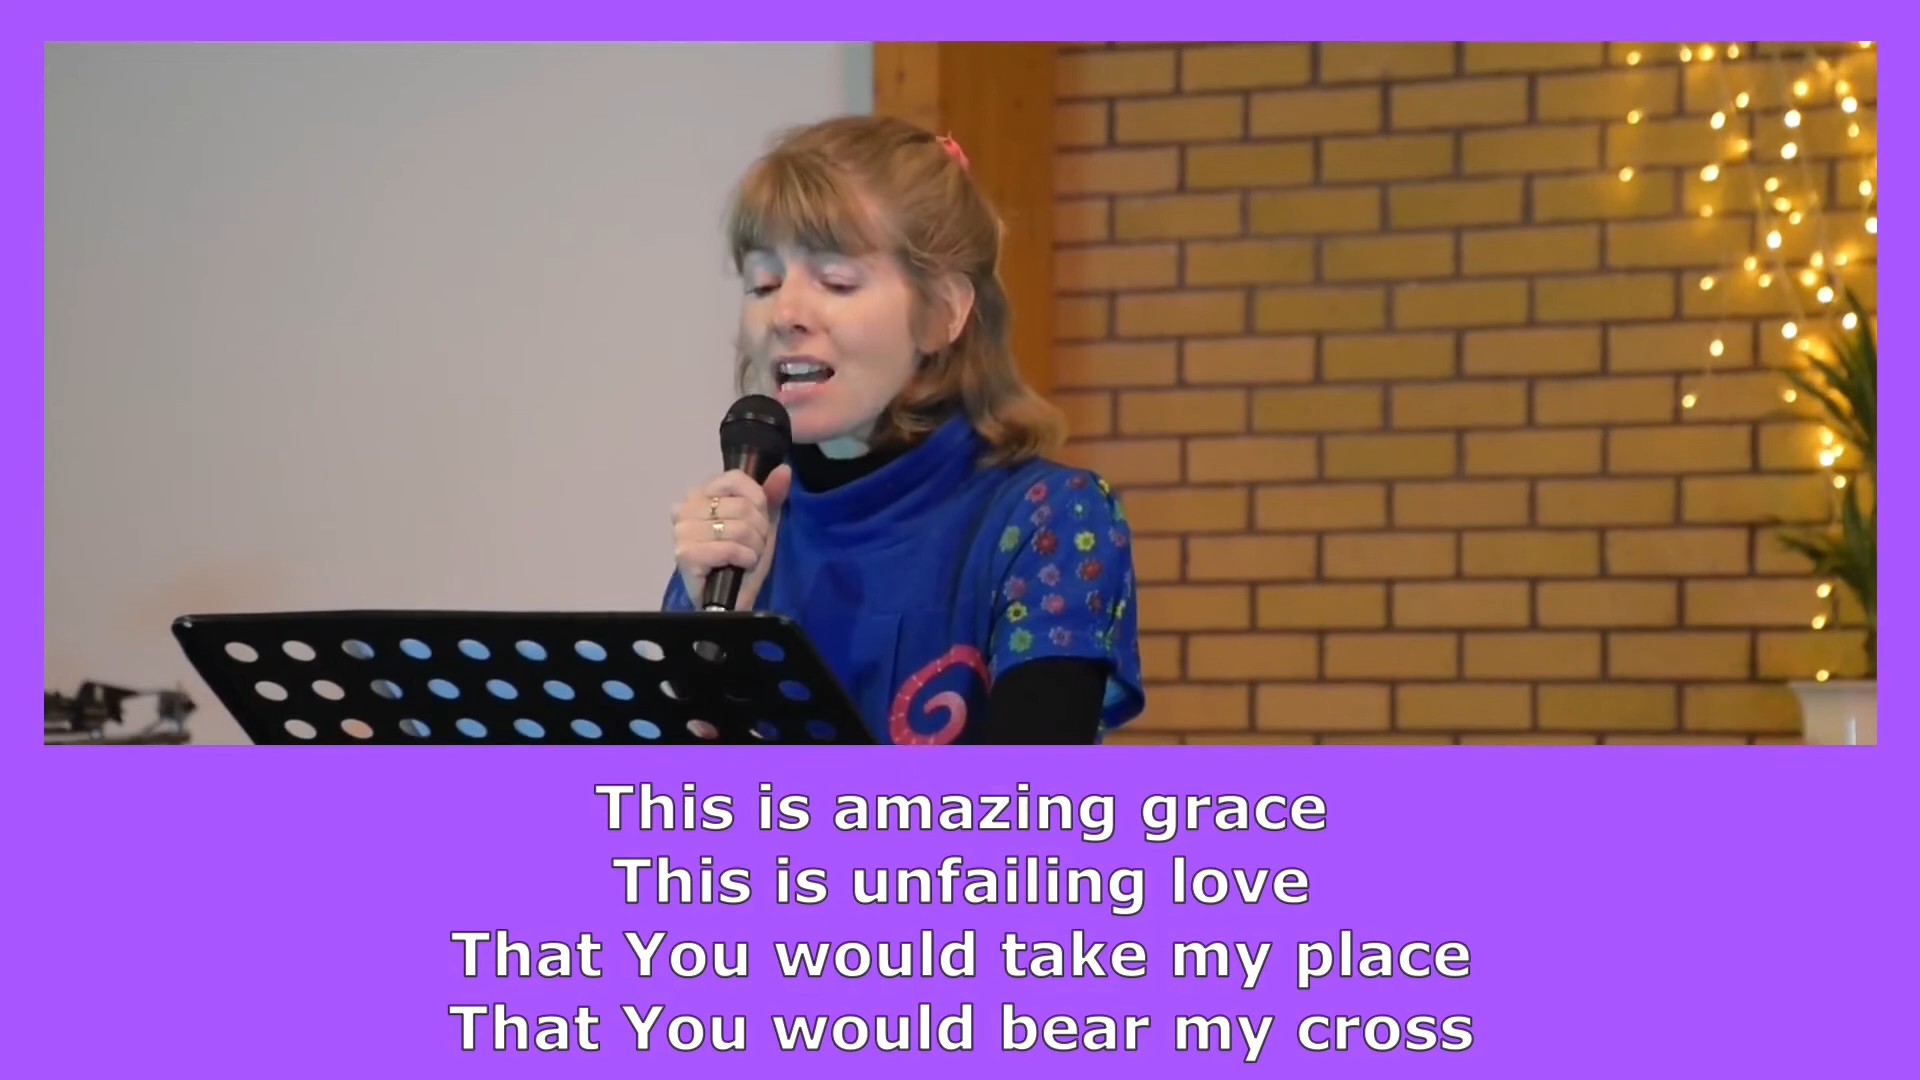 This is amazing grace
This is unfailing love
That You would take my place
That You would bear my cross